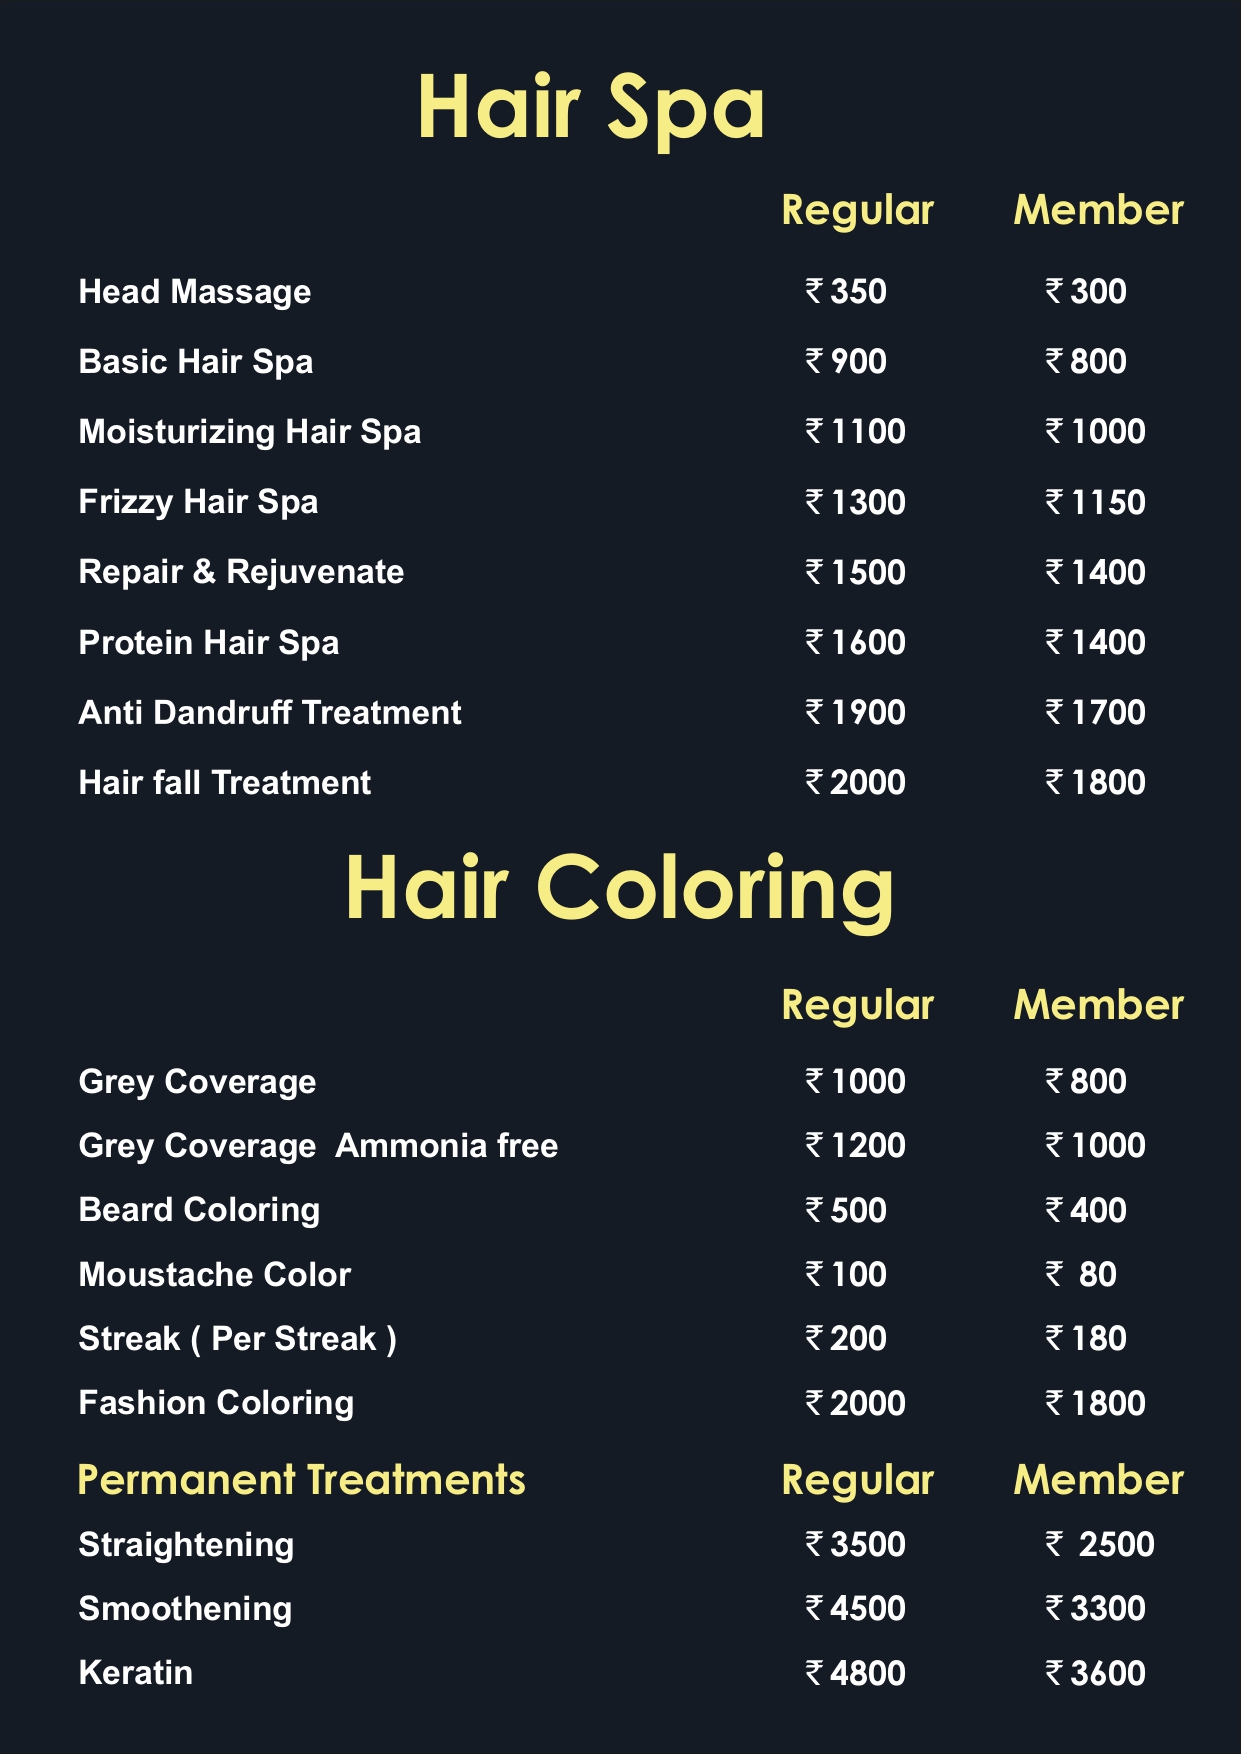 Hair Spa
Regular Member
Head Massage ₹ 350 ₹ 300
Basic Hair Spa ₹ 900 ₹ 800
Moisturizing Hair Spa ₹ 1100 ₹ 1000
Frizzy Hair Spa ₹ 1300 ₹ 1150
Repair & Rejuvenate ₹ 1500 ₹ 1400
Protein Hair Spa ₹ 1600 ₹ 1400
Anti Dandruff Treatment ₹ 1900 ₹ 1700
Hair fall Treatment ₹ 2000 ₹ 1800
Hair Coloring
Regular Member
Grey Coverage ₹ 1000 ₹ 800
Grey Coverage Ammonia free ₹ 1200 ₹ 1000
Beard Coloring ₹ 500 ₹ 400
Moustache Color ₹ 100 ₹ 80
Streak ( Per Streak ) ₹ 200 ₹ 180
Fashion Coloring ₹ 2000 ₹ 1800
Permanent Treatments Regular Member
Straightening ₹ 3500 ₹ 2500
Smoothening ₹ 4500 ₹ 3300
Keratin ₹ 4800 ₹ 3600